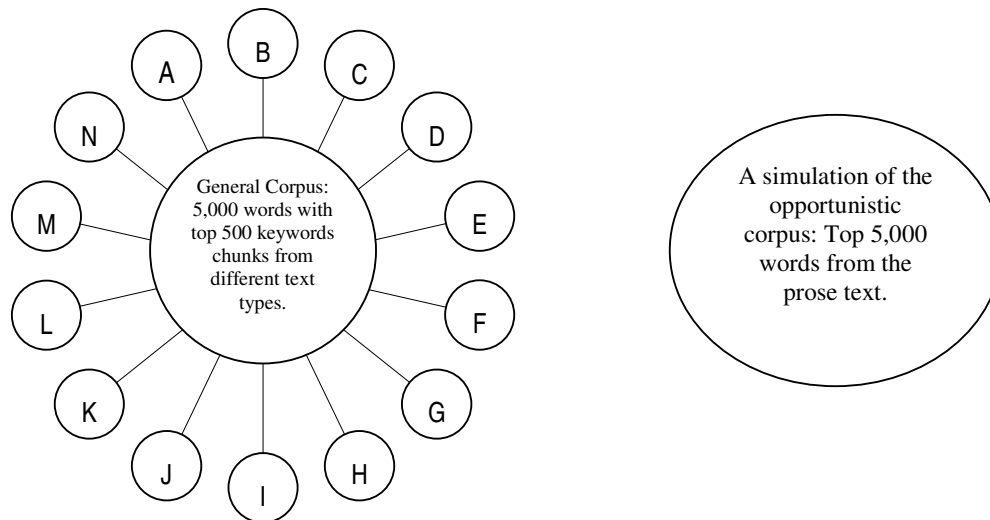 B
A
C
N
D
General Corpus:
5,000 words with
top 500 keywords
chunks from
different text
types.
M
E
L
F
K
G
J
H
I
A simulation of the
opportunistic
corpus: Top 5,000
words from the
prose text.